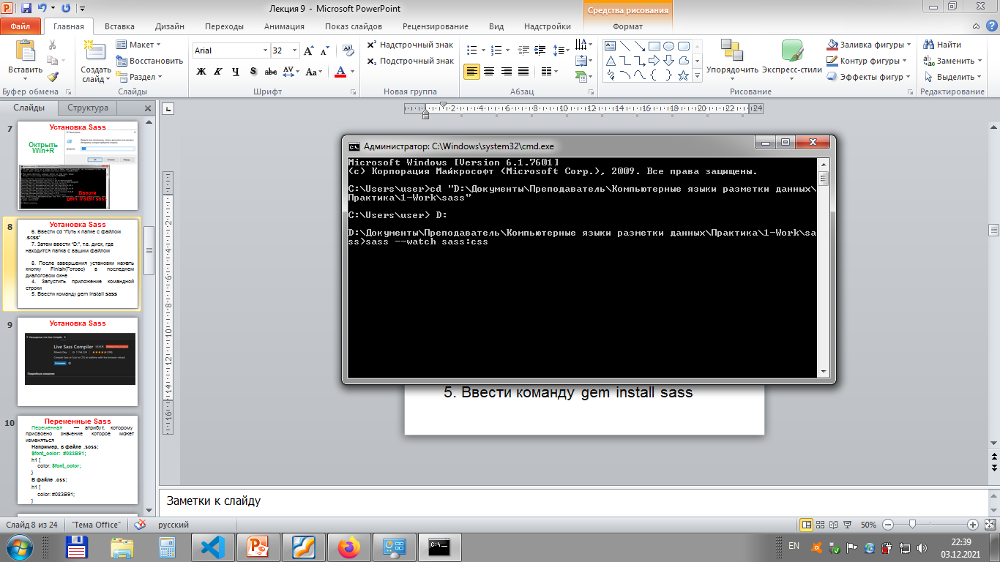 Лекция 9 - Microsoft PowerPoint
Средства рисования
Файл Главная Вставка Дизайн Переходы Анимация Показ слайдов Рецензирование Вид Надстройки Формат
Вставить
Буфер обмена
Создать слайд
Макет
Восстановить
Раздел
Слайды
Arial 32
Ж К Ч S abc AV Aa А
Шрифт
Надстрочный знак
Подстрочный знак
Новая группа
Абзац
Упорядочить
Экспресс-стили
Заливка фигуры
Контур фигуры
Эффекты фигур
Рисование
Найти
Заменить
Выделить
Редактирование
Слайды Структура
7
Установка Sass
Октрыть
Win+R
Ввести
gem install sass
8
Установка Sass
6. Ввести cd "Путь к папке с файлом
.scss"
7. Затем ввести "D:", т.е. диск, где
находится папка с вашим файлом
8. После завершения установки нажать
кнопку Finish(Готово) в последнем
диалоговом окне
4. Запустить приложение командной
строки
5. Ввести команду gem install sass
9
Установка Sass
Live Sass Compiler
10
Переменные Sass
Переменная — атрибут, которому
присвоено значение которое может
изменяться
Например, в файле .scss:
$font_color: #083B91;
h1 {
color: $font_color;
}
В файле .css:
h1 {
color: #083B91;
}
Администратор: C:\Windows\system32\cmd.exe
Microsoft Windows [Version 6.1.7601]
(c) Корпорация Майкрософт (Microsoft Corp.), 2009. Все права защищены.
C:\Users\user>cd "D:\Документы\Преподаватель\Компьютерные языки разметки данных\
Практика\1-Work\sass"
C:\Users\user> D:
D:\Документы\Преподаватель\Компьютерные языки разметки данных\Практика\1-Work\sa
ss>sass --watch sass:css
5. Ввести команду gem install sass
Заметки к слайду
Слайд 8 из 24 "Тема Office" русский 50%
EN 22:39
03.12.2021